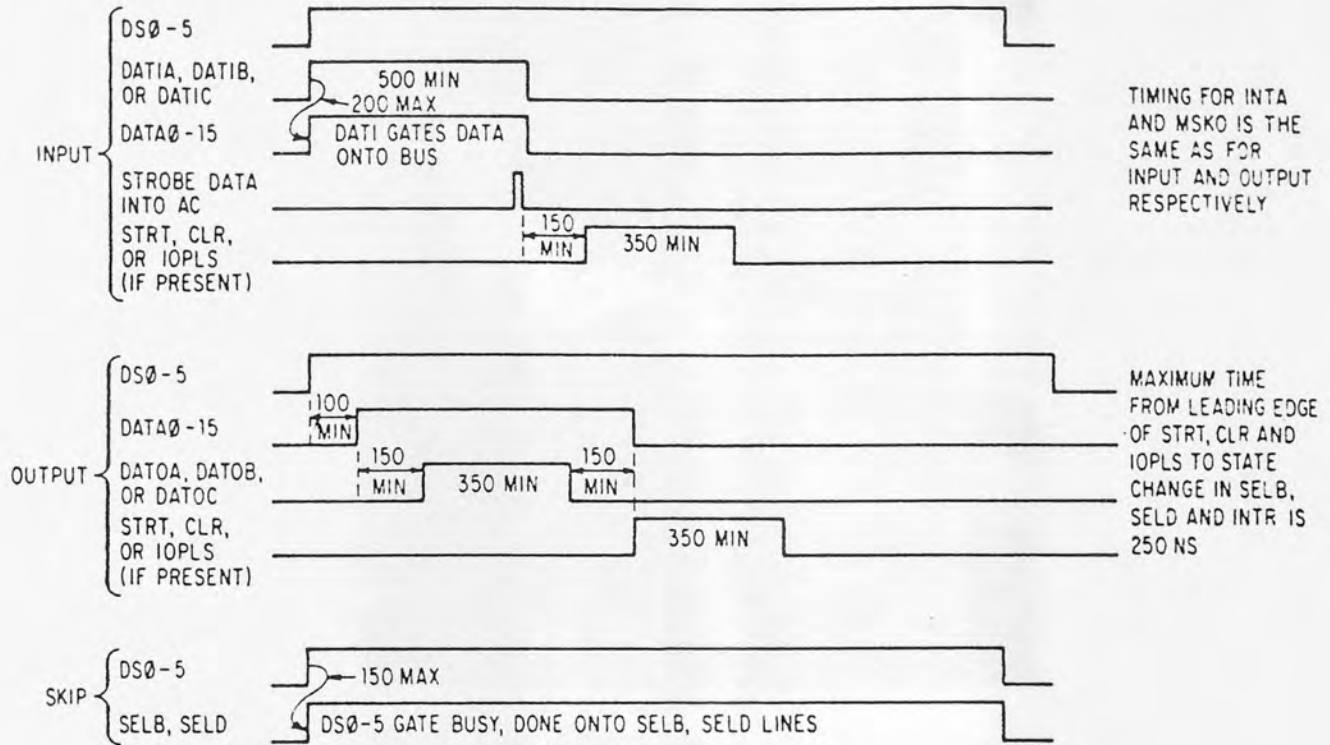 DSØ-5
DATIA, DATIB,
OR DATIC
500 MIN
200 MAX
DATAØ-15
DATI GATES DATA
ONTO BUS
INPUT
STROBE DATA
INTO AC
STRT, CLR,
OR IOPLS
(IF PRESENT)
150
MIN
350 MIN
TIMING FOR INTA
AND MSKO IS THE
SAME AS FOR
INPUT AND OUTPUT
RESPECTIVELY
DSØ-5
100
MIN
DATAØ-15
OUTPUT
DATOA, DATOB,
OR DATOC
150
MIN
350 MIN
150
MIN
STRT, CLR,
OR IOPLS
(IF PRESENT)
350 MIN
MAXIMUM TIME
FROM LEADING EDGE
OF STRT, CLR AND
IOPLS TO STATE
CHANGE IN SELB,
SELD AND INTR IS
250 NS
DSØ-5
150 MAX
SKIP
SELB, SELD
DSØ-5 GATE BUSY, DONE ONTO SELB, SELD LINES